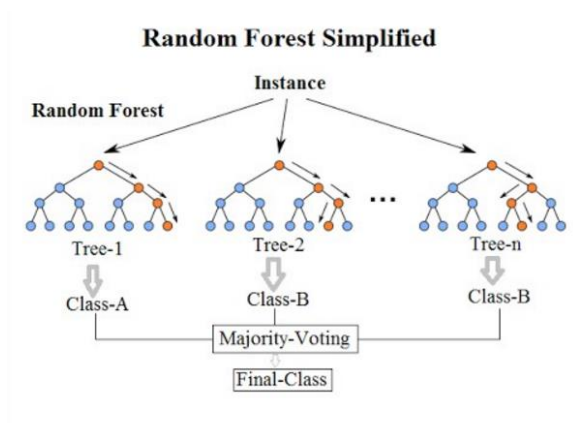 Random Forest Simplified
Instance
Random Forest
...
Tree-1
Tree-2
Tree-n
Class-A
Class-B
Class-B
Majority-Voting
Final-Class